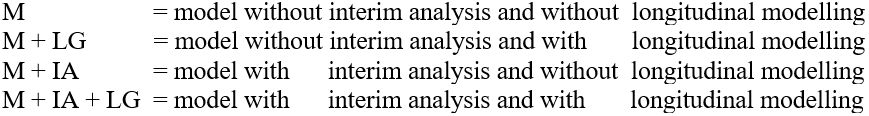 M = model without interim analysis and without longitudinal modelling
M + LG = model without interim analysis and with longitudinal modelling
M + IA = model with interim analysis and without longitudinal modelling
M + IA + LG = model with interim analysis and with longitudinal modelling